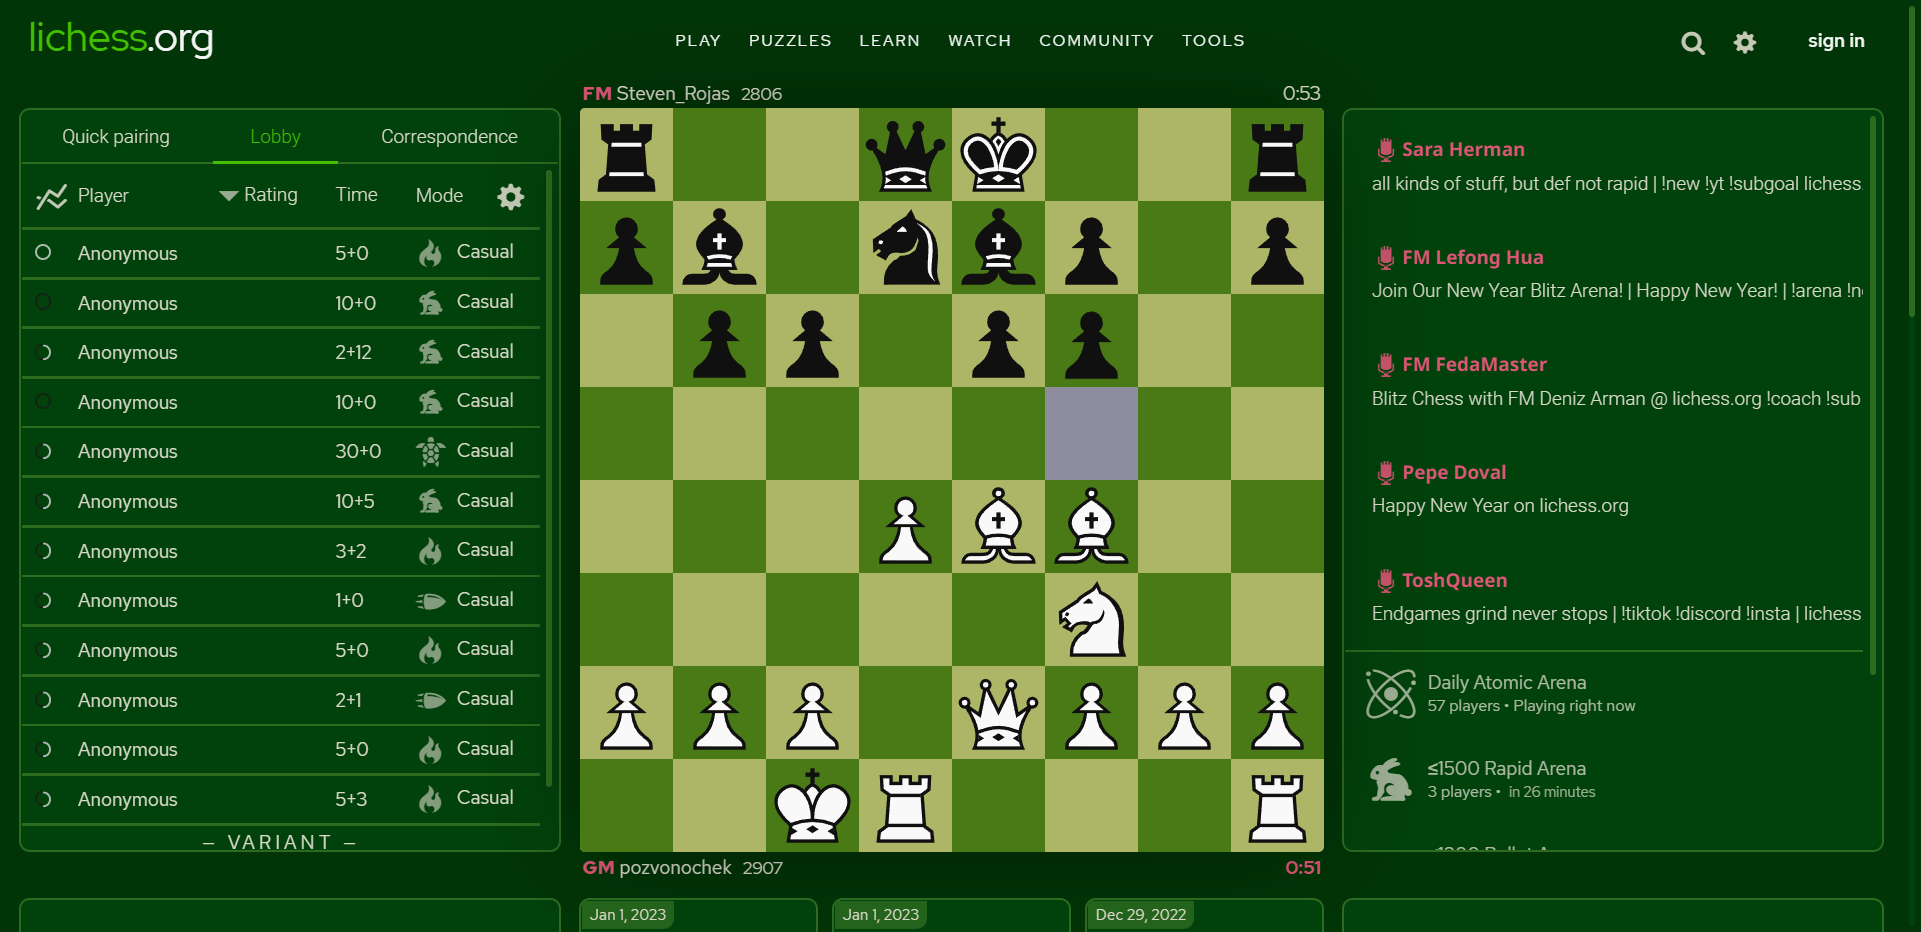 lichess.org
PLAY PUZZLES LEARN WATCH COMMUNITY TOOLS
sign in
Quick pairing Lobby Correspondence
Player Rating Time Mode
Anonymous 5+0 Casual
Anonymous 10+0 Casual
Anonymous 2+12 Casual
Anonymous 10+0 Casual
Anonymous 30+0 Casual
Anonymous 10+5 Casual
Anonymous 3+2 Casual
Anonymous 1+0 Casual
Anonymous 5+0 Casual
Anonymous 2+1 Casual
Anonymous 5+0 Casual
Anonymous 5+3 Casual
– VARIANT –
FM Steven_Rojas 2806 0:53
GM pozvonochek 2907 0:51
Sara Herman
all kinds of stuff, but def not rapid | !new !yt !subgoal lichess.
FM Lefong Hua
Join Our New Year Blitz Arena! | Happy New Year! | !arena
FM FedaMaster
Blitz Chess with FM Deniz Arman @ lichess.org !coach !sub
Pepe Doval
Happy New Year on lichess.org
ToshQueen
Endgames grind never stops | !tiktok !discord !insta | lichess
Daily Atomic Arena
57 players • Playing right now
≤1500 Rapid Arena
3 players • in 26 minutes
Jan 1, 2023
Jan 1, 2023
Dec 29, 2022